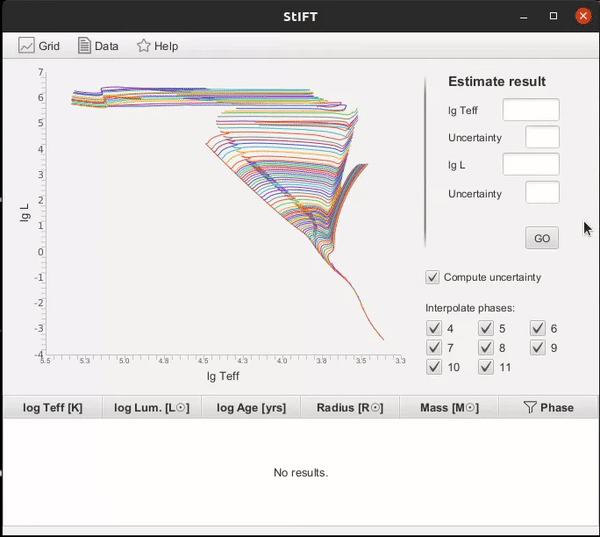 StIFT
Grid Data Help
Estimate result
lg Teff
Uncertainty
lg L
Uncertainty
GO
Compute uncertainty
Interpolate phases:
4 5 6
7 8 9
10 11
7
6
5
4
3
2
1
0
-1
-2
-3
-4
lg L
5.5 5.3 5.0 4.8 4.5 4.3 4.0 3.8 3.5 3.3
lg Teff
log Teff [K] log Lum. [L☉] log Age [yrs] Radius [R☉] Mass [M☉] Phase
No results.